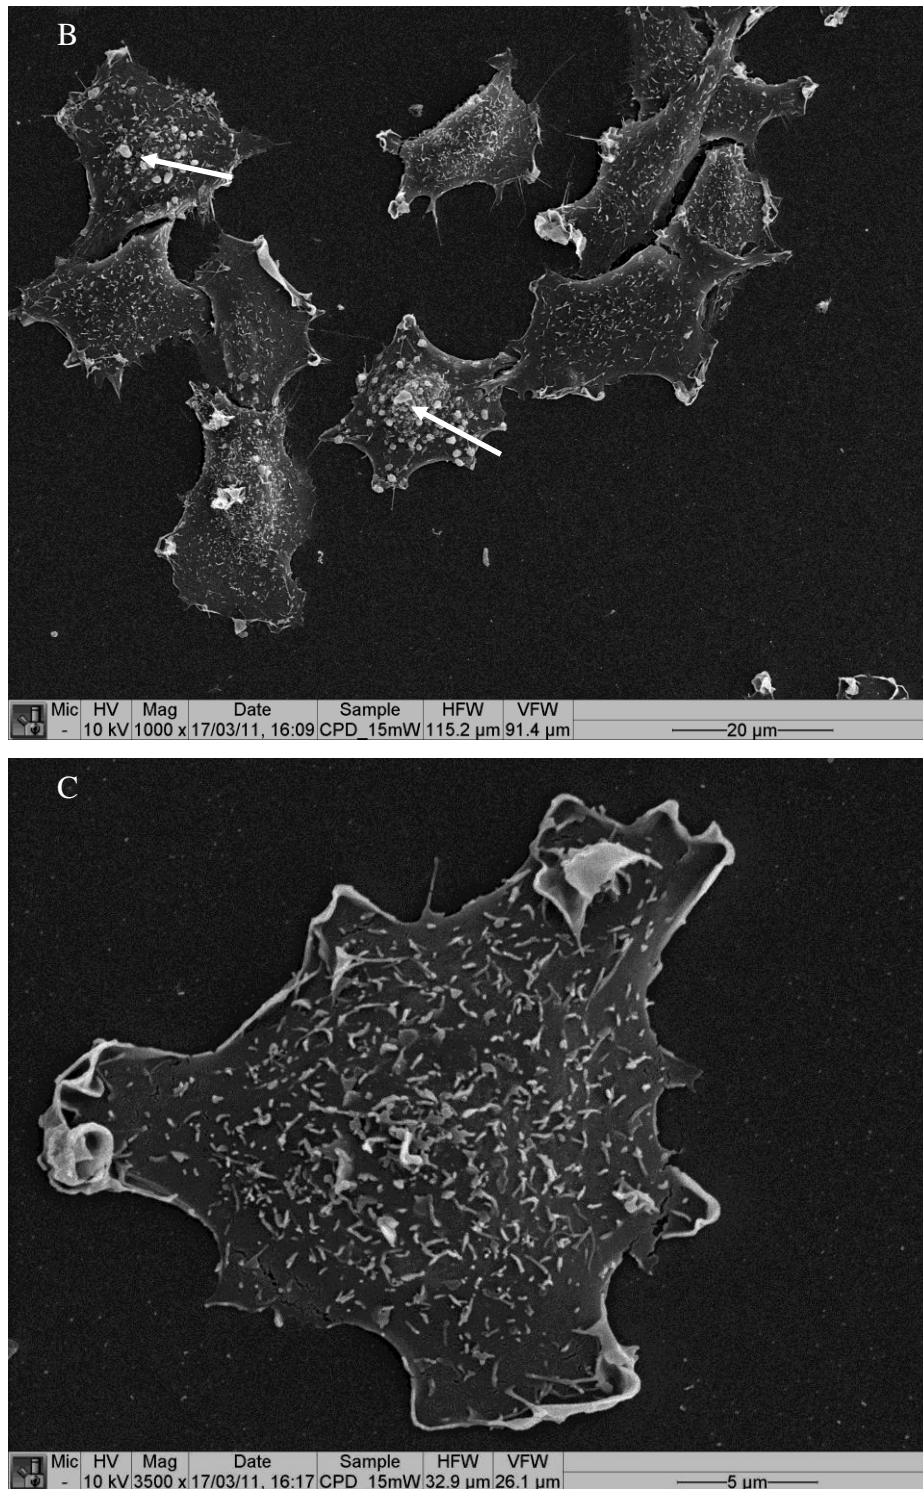 B
Mic HV Mag Date Sample HFW VFW
- 10 kV 1000 x 17/03/11, 16:09 CPD_15mW 115.2 µm 91.4 µm 20 µm
C
Mic HV Mag Date Sample HFW VFW
- 10 kV 3500 x 17/03/11, 16:17 CPD_15mW 32.9 µm 26.1 µm 5 µm